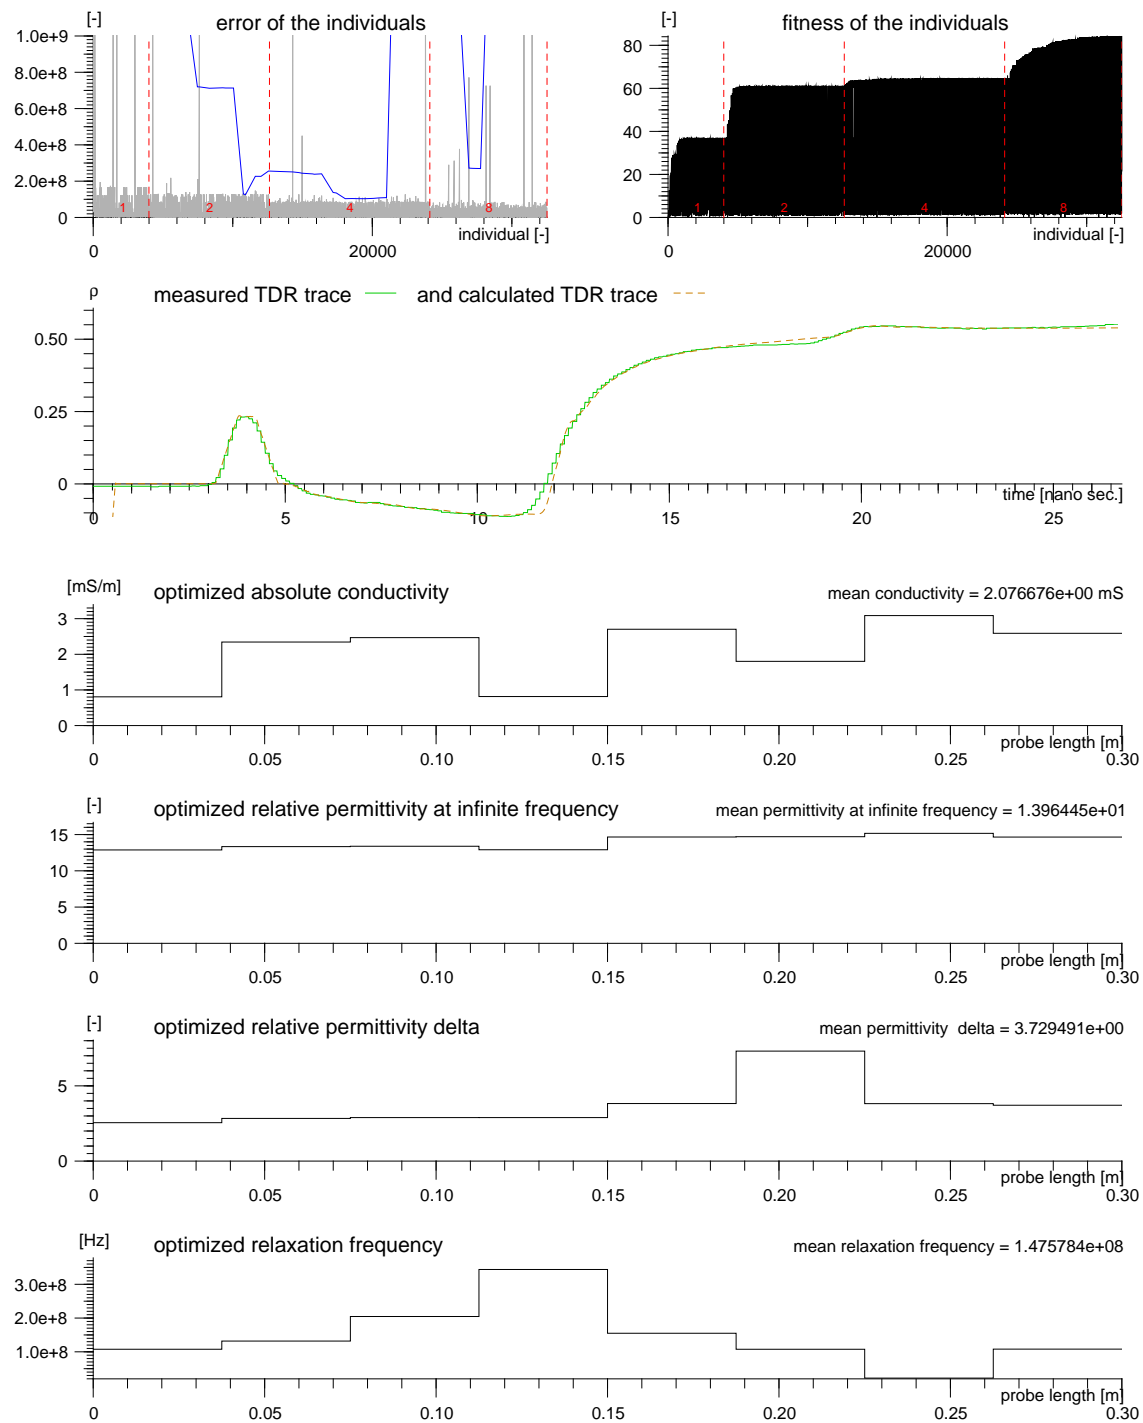 [-] error of the individuals
1.0e+9
8.0e+8
6.0e+8
4.0e+8
2.0e+8
0
1 2 4 8
individual [-]
0 20000
[-] fitness of the individuals
80
60
40
20
0
1 2 4 8
individual [-]
0 20000
ρ measured TDR trace and calculated TDR trace
0.50
0.25
0
time [nano sec.]
0 5 10 15 20 25
[mS/m] optimized absolute conductivity mean conductivity = 2.076676e+00 mS
3
2
1
0
probe length [m]
0 0.05 0.10 0.15 0.20 0.25 0.30
[-] optimized relative permittivity at infinite frequency mean permittivity at infinite frequency = 1.396445e+01
15
10
5
0
probe length [m]
0 0.05 0.10 0.15 0.20 0.25 0.30
[-] optimized relative permittivity delta mean permittivity  delta = 3.729491e+00
5
0
probe length [m]
0 0.05 0.10 0.15 0.20 0.25 0.30
[Hz] optimized relaxation frequency mean relaxation frequency = 1.475784e+08
3.0e+8
2.0e+8
1.0e+8
probe length [m]
0 0.05 0.10 0.15 0.20 0.25 0.30